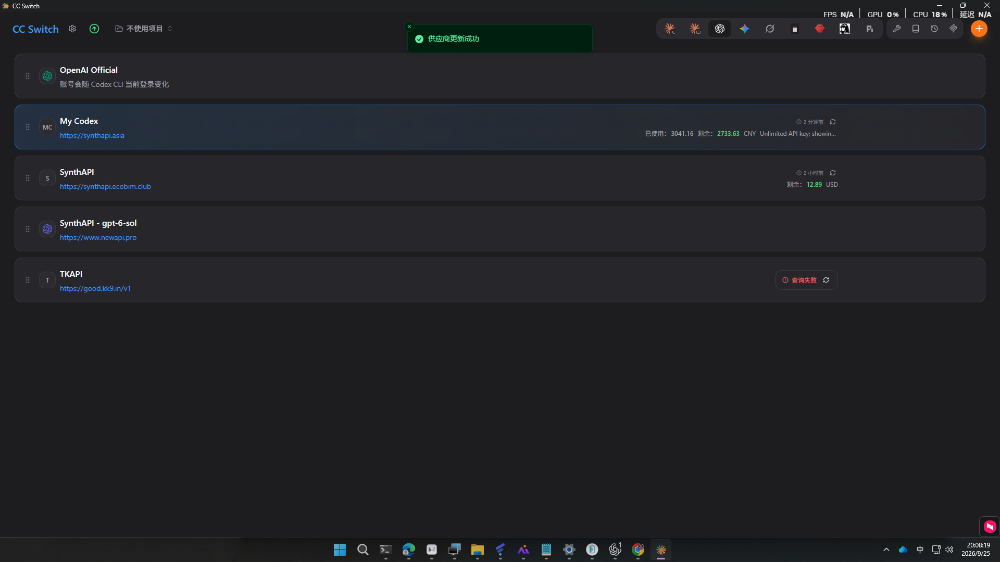 CC Switch
FPS N/A GPU 0% CPU 18% 延迟 N/A
CC Switch 不使用项目
供应商更新成功
OpenAI Official
账号会随 Codex CLI 当前登录变化
MC
My Codex
https://synthapi.asia
2 分钟前
已使用: 3041.16 剩余: 2733.63 CNY Unlimited API key; showin...
S
SynthAPI
https://synthapi.ecobim.club
2 小时前
剩余: 12.89 USD
SynthAPI - gpt-6-sol
https://www.newapi.pro
T
TKAPI
https://good.kk9.in/v1
查询失败
1
中
20:08:19
2026/9/25